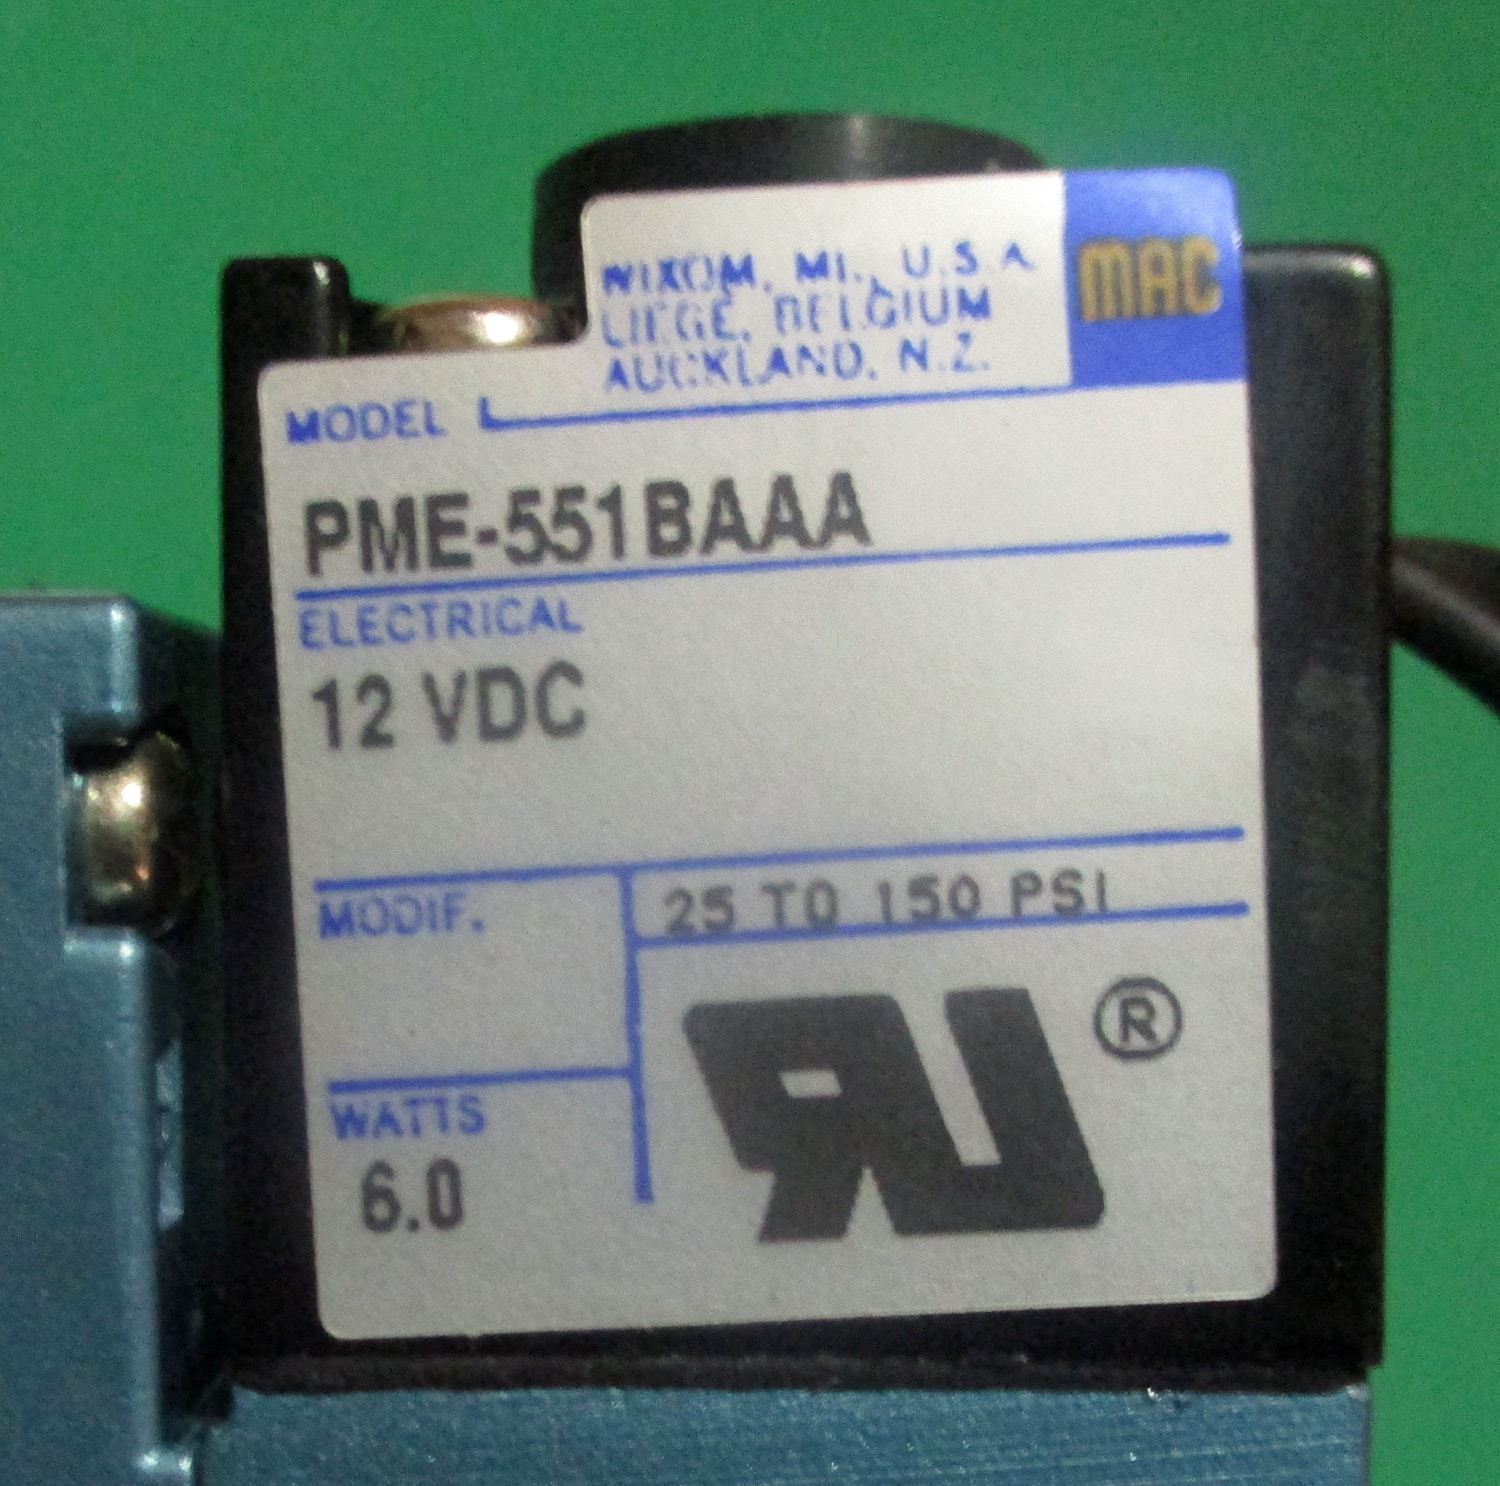 WIXOM, MI., U.S.A.
LIEGE, BELGIUM
AUCKLAND, N.Z.
MAC
MODEL
PME-551BAAA
ELECTRICAL
12 VDC
MODIF.
25 TO 150 PSI
WATTS
6.0
RU ®